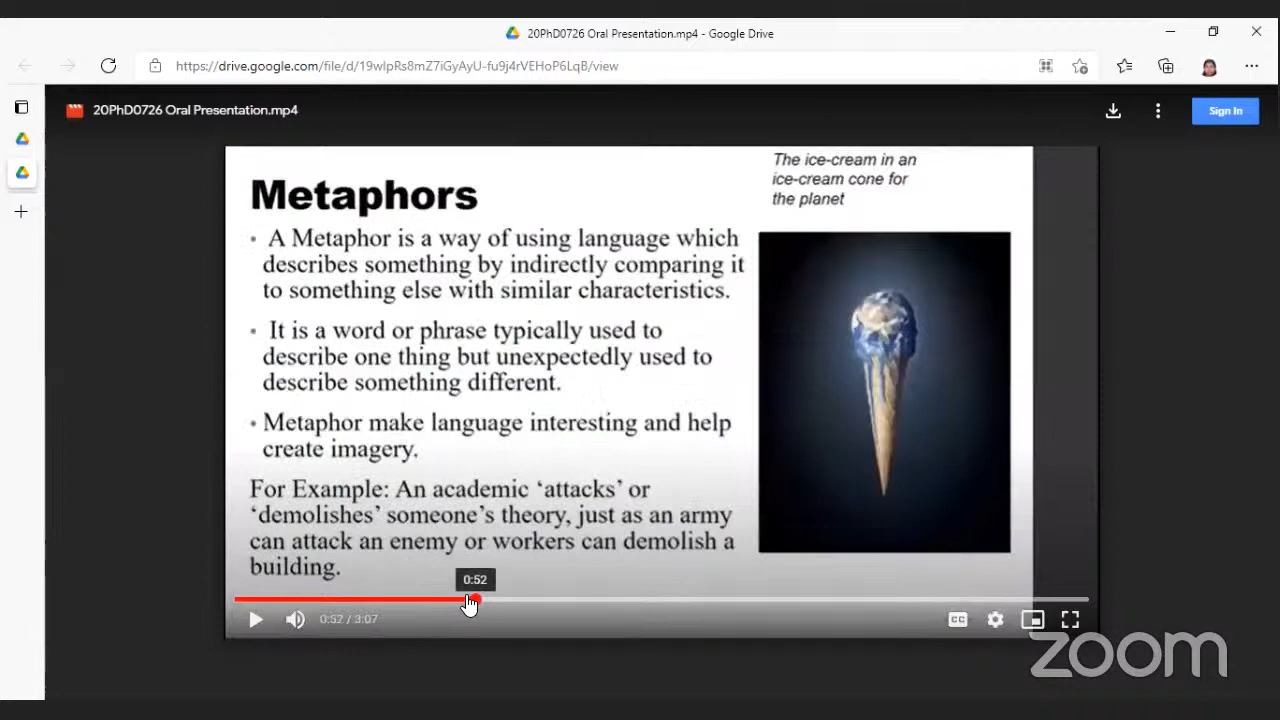 20PhD0726 Oral Presentation.mp4 - Google Drive
https://drive.google.com/file/d/19wlpRs8mZ7iGyAyU-fu9j4rVEHoP6LqB/view
20PhD0726 Oral Presentation.mp4
Sign In
The ice-cream in an
ice-cream cone for
the planet
Metaphors
• A Metaphor is a way of using language which
describes something by indirectly comparing it
to something else with similar characteristics.
• It is a word or phrase typically used to
describe one thing but unexpectedly used to
describe something different.
• Metaphor make language interesting and help
create imagery.
For Example: An academic ‘attacks’ or
‘demolishes’ someone’s theory, just as an army
can attack an enemy or workers can demolish a
building.
0:52
0:52 / 3:07
CC
zoom